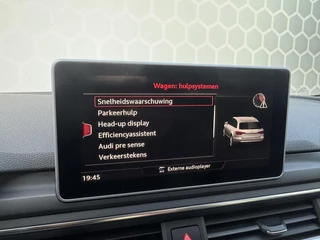 Wagen: hulpsystemen
Snelheidswaarschuwing
Parkeerhulp
Head-up display
Efficiencyassistent
Audi pre sense
Verkeerstekens
19:45
Externe audioplayer